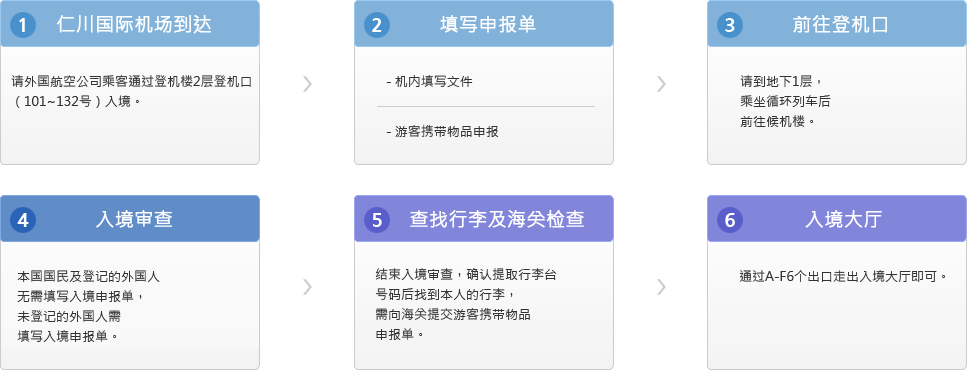 1 仁川国际机场到达
请外国航空公司乘客通过登机楼2层登机口
（101~132号）入境。
2 填写申报单
- 机内填写文件
- 游客携带物品申报
3 前往登机口
请到地下1层，
乘坐循环列车后
前往候机楼。
4 入境审查
本国国民及登记的外国人
无需填写入境申报单，
未登记的外国人需
填写入境申报单。
5 查找行李及海关检查
结束入境审查，确认提取行李台
号码后找到本人的行李，
需向海关提交游客携带物品
申报单。
6 入境大厅
通过A-F6个出口走出入境大厅即可。